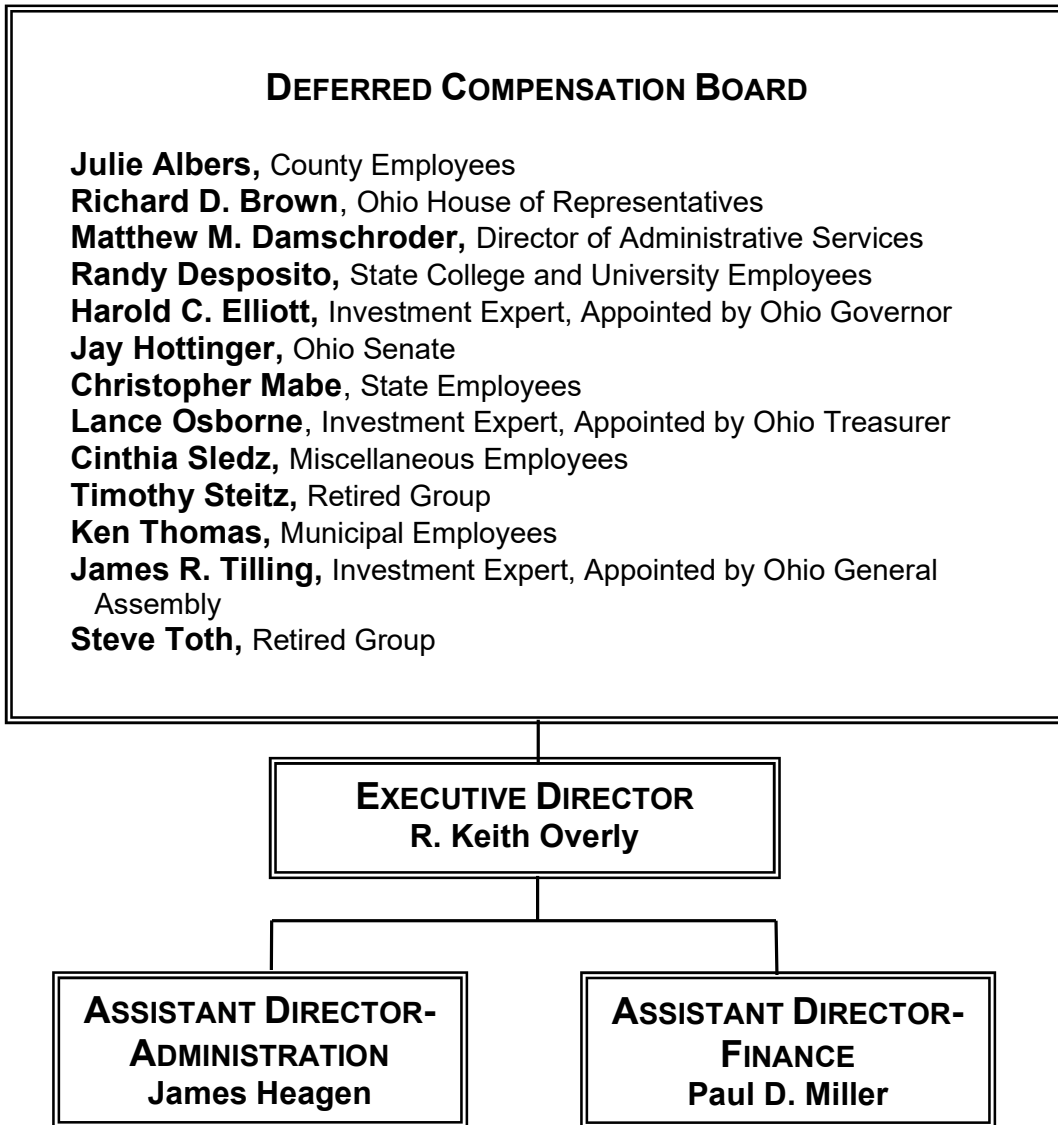 DEFERRED COMPENSATION BOARD
Julie Albers, County Employees
Richard D. Brown, Ohio House of Representatives
Matthew M. Damschroder, Director of Administrative Services
Randy Desposito, State College and University Employees
Harold C. Elliott, Investment Expert, Appointed by Ohio Governor
Jay Hottinger, Ohio Senate
Christopher Mabe, State Employees
Lance Osborne, Investment Expert, Appointed by Ohio Treasurer
Cinthia Sledz, Miscellaneous Employees
Timothy Steitz, Retired Group
Ken Thomas, Municipal Employees
James R. Tilling, Investment Expert, Appointed by Ohio General
Assembly
Steve Toth, Retired Group
EXECUTIVE DIRECTOR
R. Keith Overly
ASSISTANT DIRECTOR-
ADMINISTRATION
James Heagen
ASSISTANT DIRECTOR-
FINANCE
Paul D. Miller